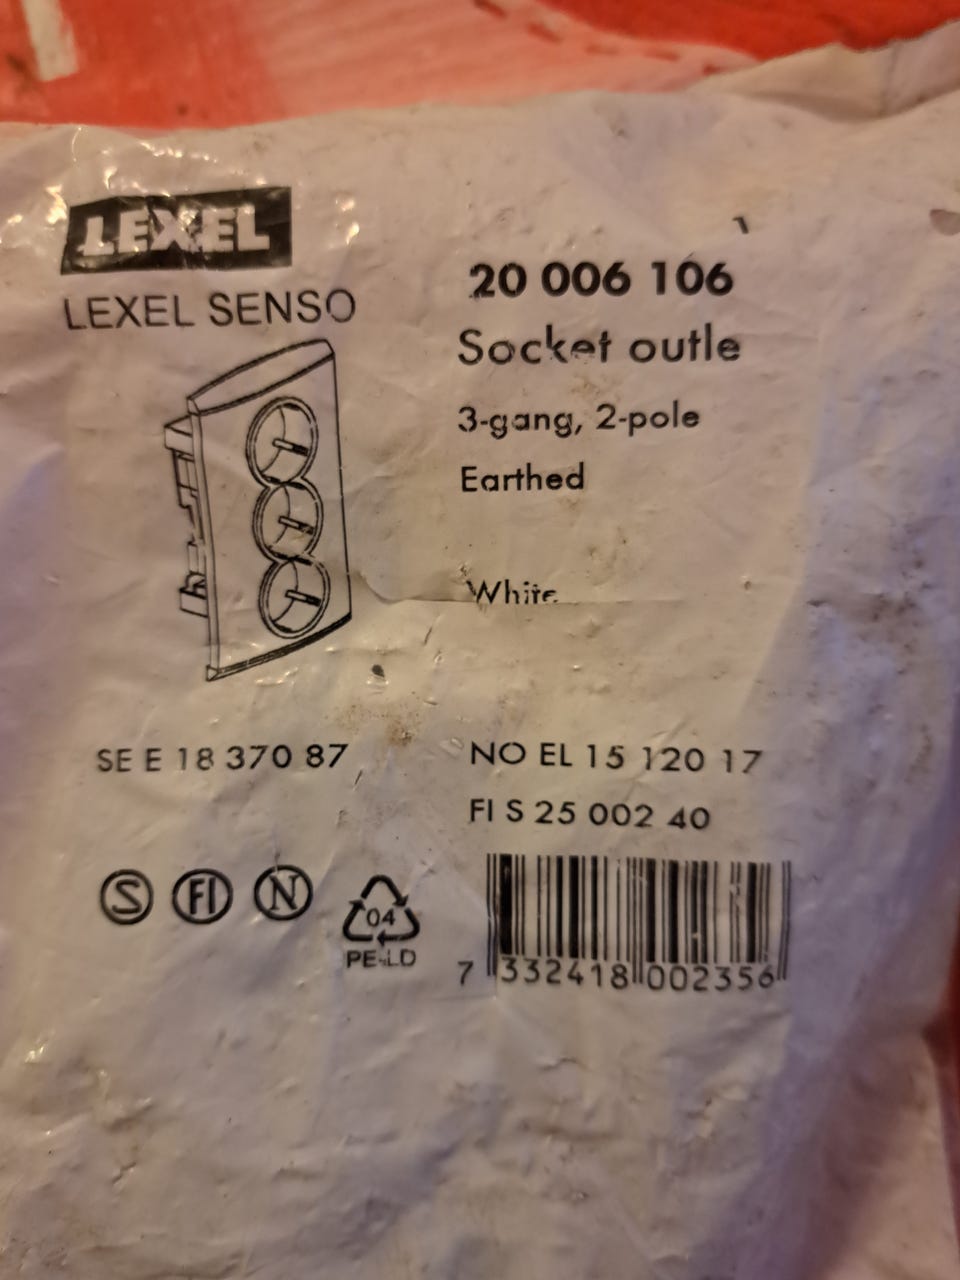 LEXEL
LEXEL SENSO
20 006 106
Socket outle
3-gang, 2-pole
Earthed
White
SE E 18 370 87
NO EL 15 120 17
FI S 25 002 40
S FI N
04
PE-LD
7 332418 002356